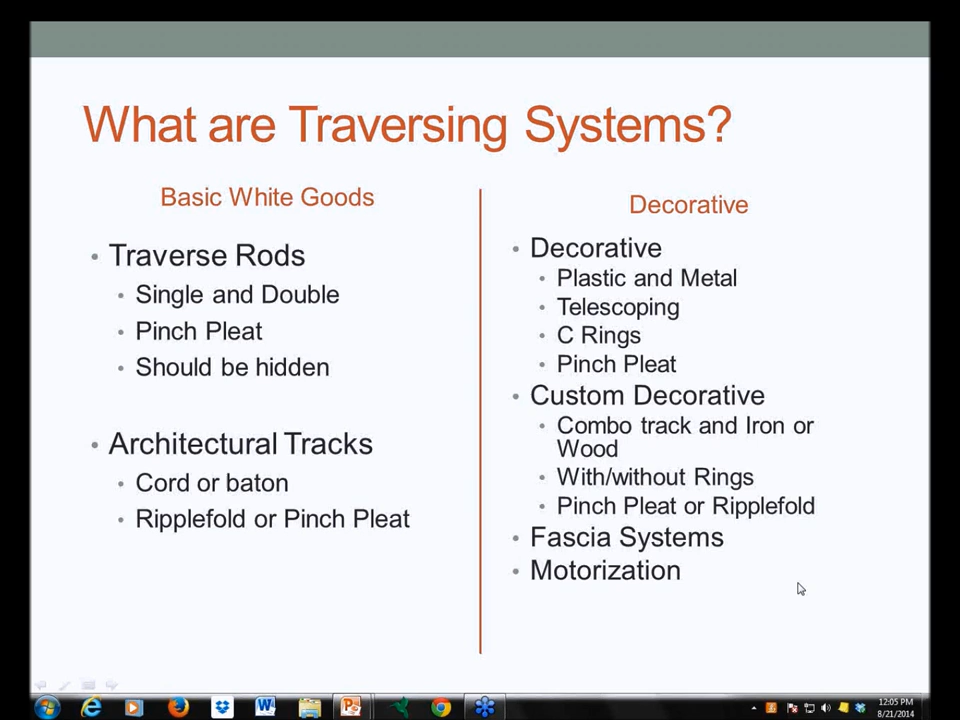 What are Traversing Systems?
Basic White Goods
• Traverse Rods
• Single and Double
• Pinch Pleat
• Should be hidden
• Architectural Tracks
• Cord or baton
• Ripplefold or Pinch Pleat
Decorative
• Decorative
• Plastic and Metal
• Telescoping
• C Rings
• Pinch Pleat
• Custom Decorative
• Combo track and Iron or
Wood
• With/without Rings
• Pinch Pleat or Ripplefold
• Fascia Systems
• Motorization
12:05 PM
8/21/2014